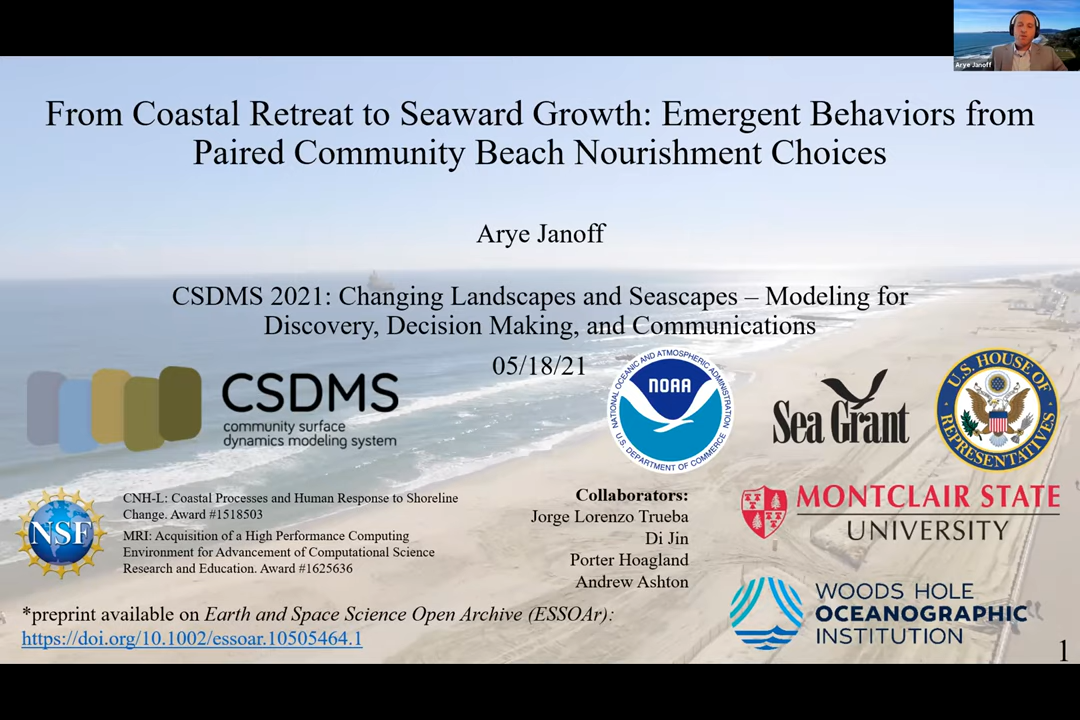 Arye Janoff
From Coastal Retreat to Seaward Growth: Emergent Behaviors from
Paired Community Beach Nourishment Choices
Arye Janoff
CSDMS 2021: Changing Landscapes and Seascapes – Modeling for
Discovery, Decision Making, and Communications
05/18/21
CSDMS
community surface
dynamics modeling system
NATIONAL OCEANIC AND ATMOSPHERIC ADMINISTRATION
NOAA
U.S. DEPARTMENT OF COMMERCE
Sea Grant
U.S. HOUSE OF
REPRESENTATIVES
NSF
CNH-L: Coastal Processes and Human Response to Shoreline
Change. Award #1518503
MRI: Acquisition of a High Performance Computing
Environment for Advancement of Computational Science
Research and Education. Award #1625636
Collaborators:
Jorge Lorenzo Trueba
Di Jin
Porter Hoagland
Andrew Ashton
MONTCLAIR STATE
UNIVERSITY
WOODS HOLE
OCEANOGRAPHIC
INSTITUTION
*preprint available on Earth and Space Science Open Archive (ESSOAr):
https://doi.org/10.1002/essoar.10505464.1
1